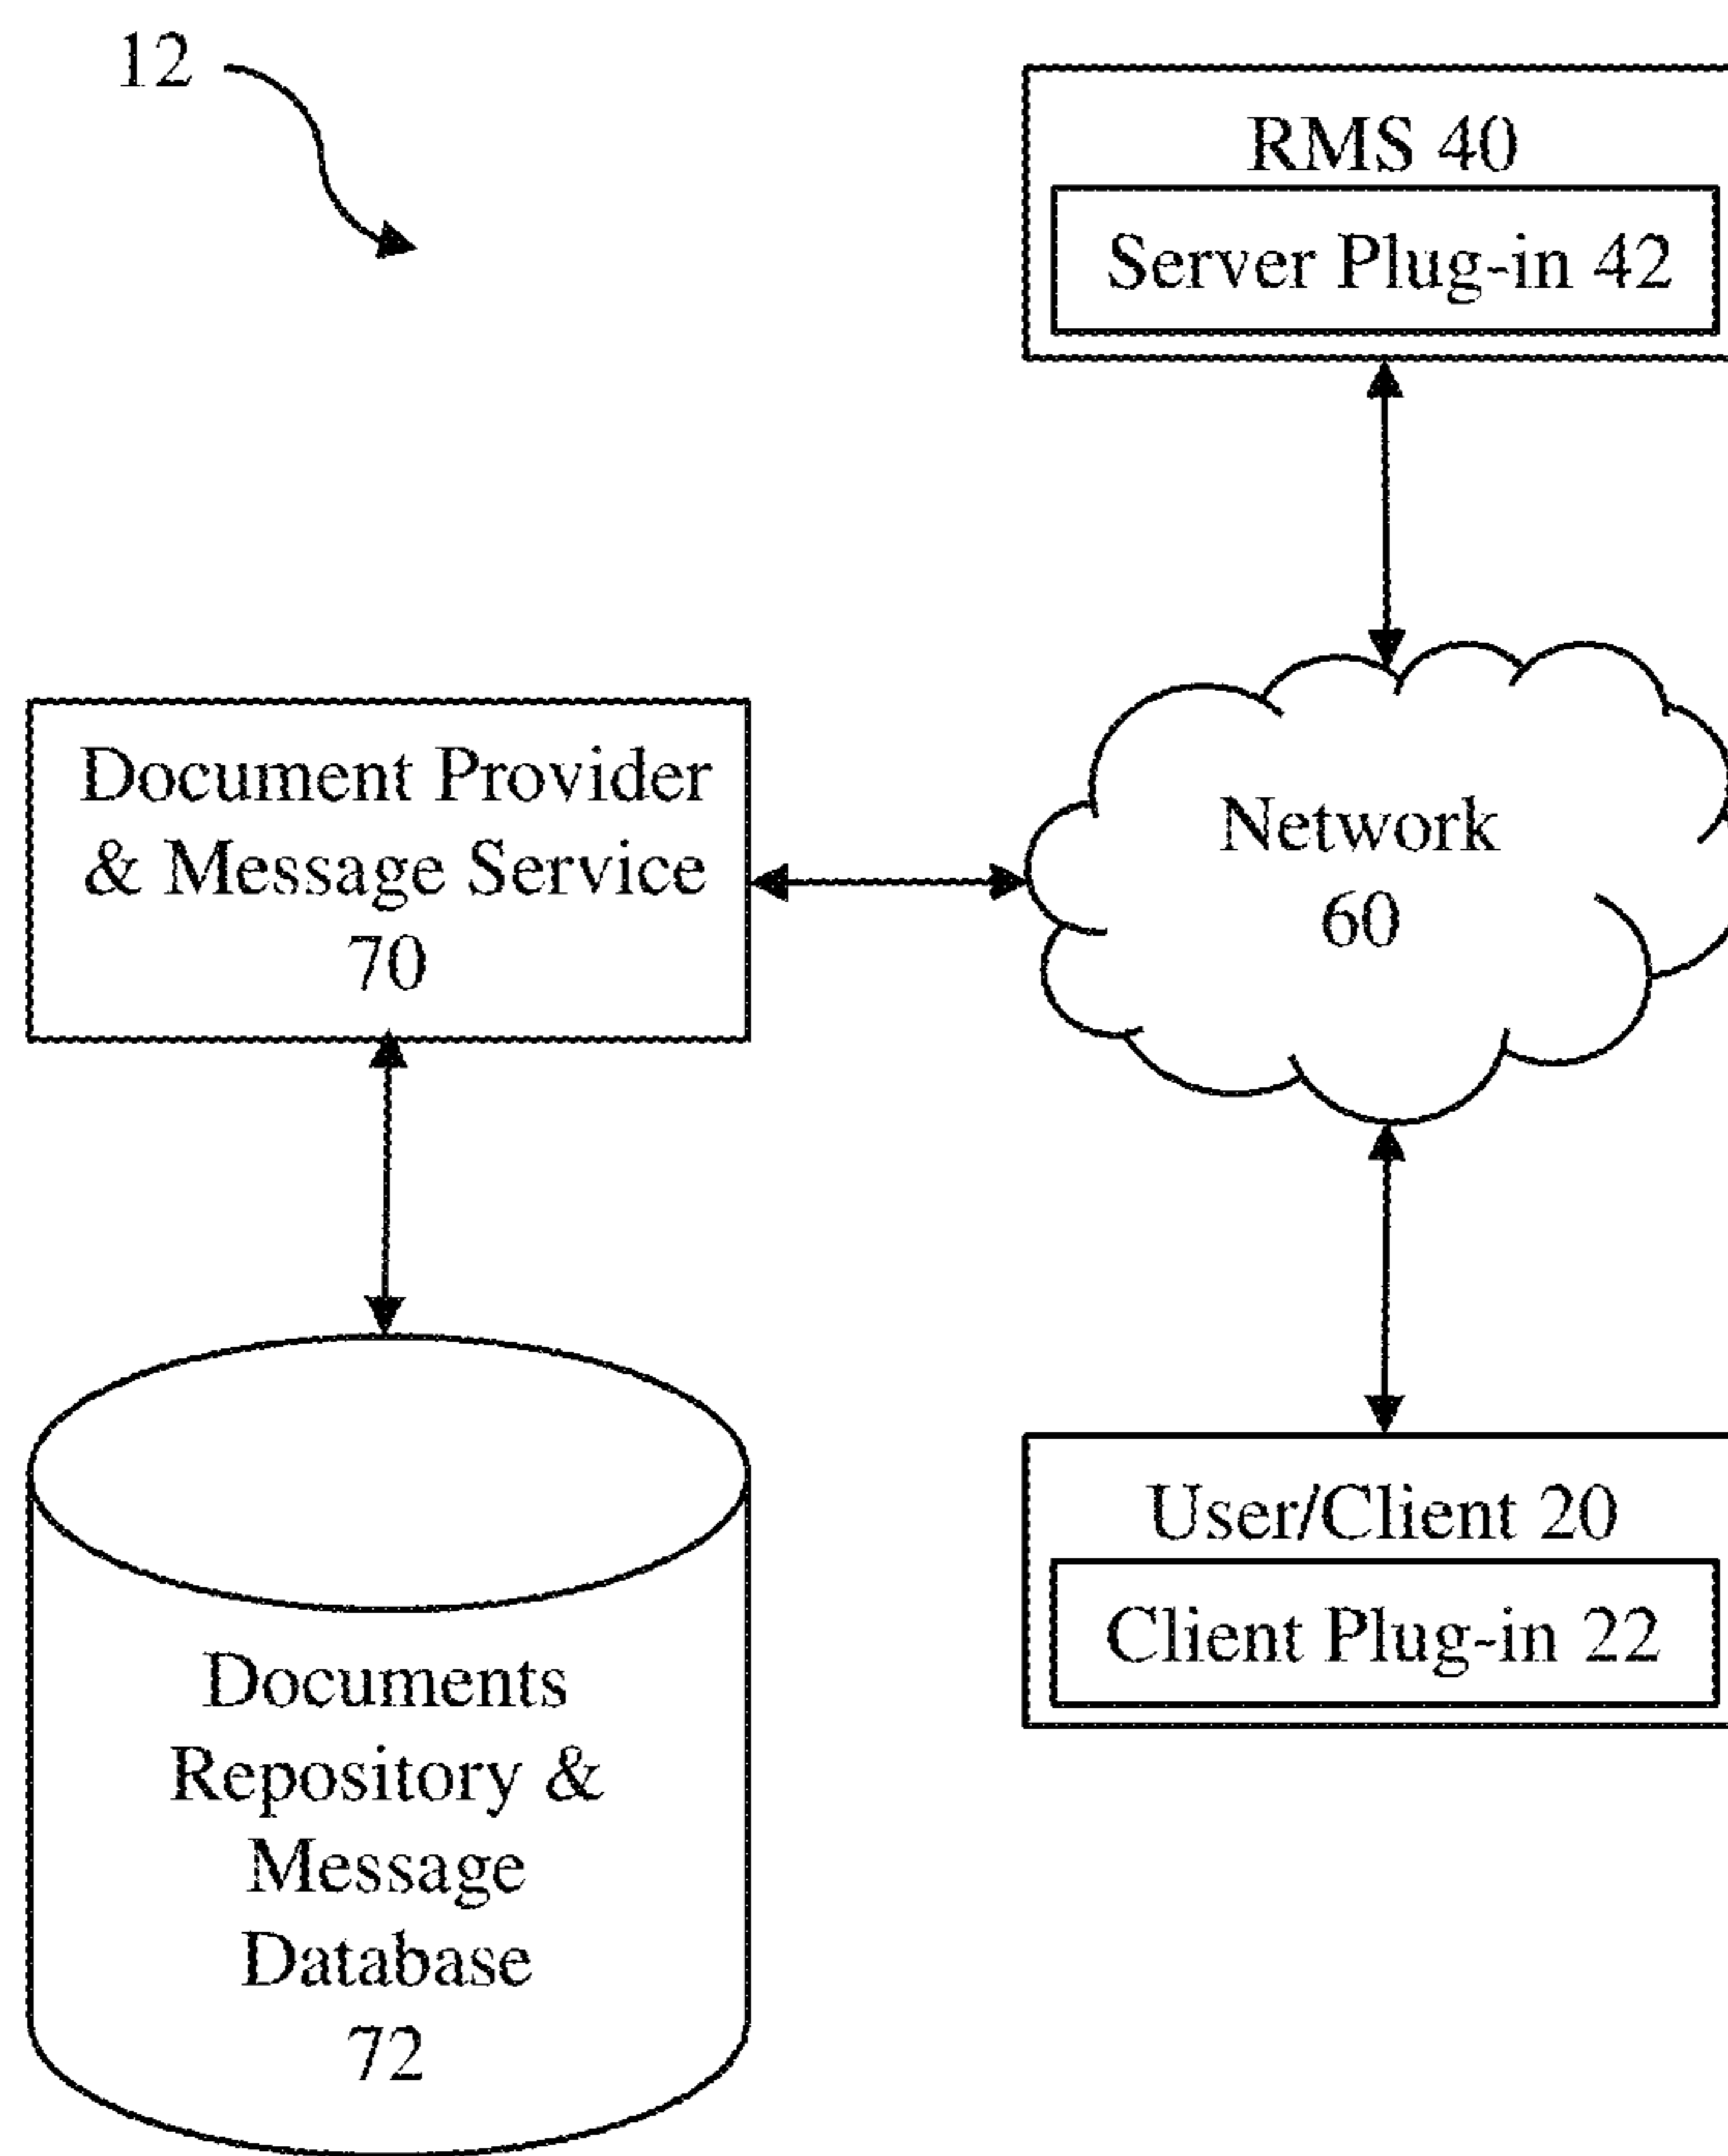 12
RMS 40
Server Plug-in 42
Document Provider
& Message Service
70
Network
60
User/Client 20
Client Plug-in 22
Documents
Repository &
Message
Database
72